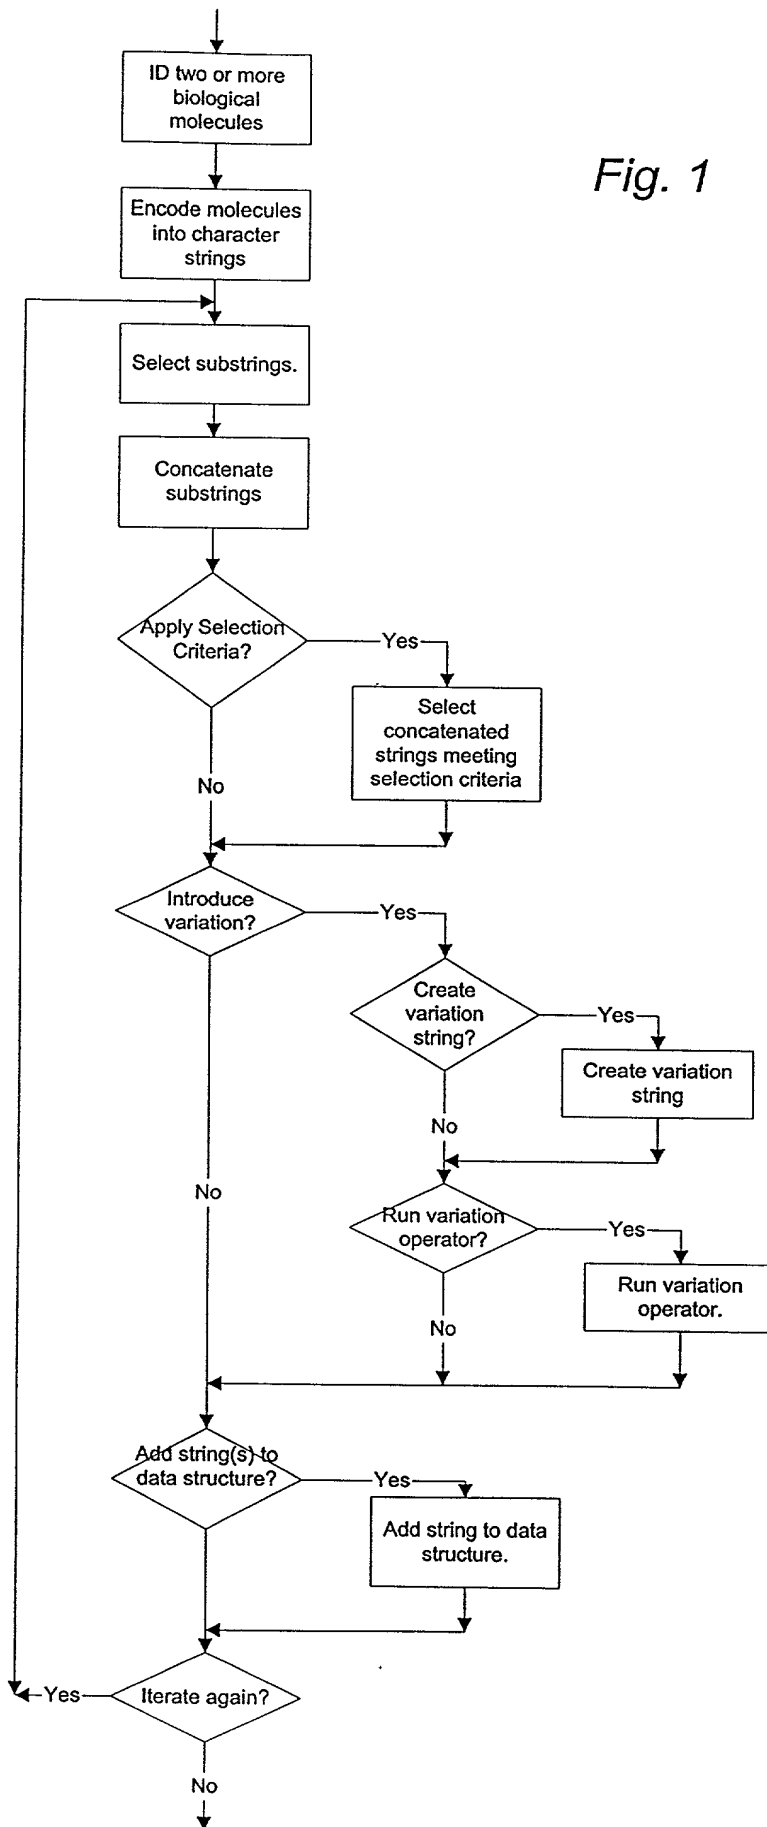 ID two or more
biological
molecules
Fig. 1
Encode molecules
into character
strings
Select substrings.
Concatenate
substrings
Apply Selection
Criteria?
Yes
Select
concatenated
strings meeting
selection criteria
No
Introduce
variation?
Yes
Create
variation
string?
Yes
Create variation
string
No
No
Run variation
operator?
Yes
Run variation
operator.
No
Add string(s) to
data structure?
Yes
Add string to data
structure.
Iterate again?
Yes
No